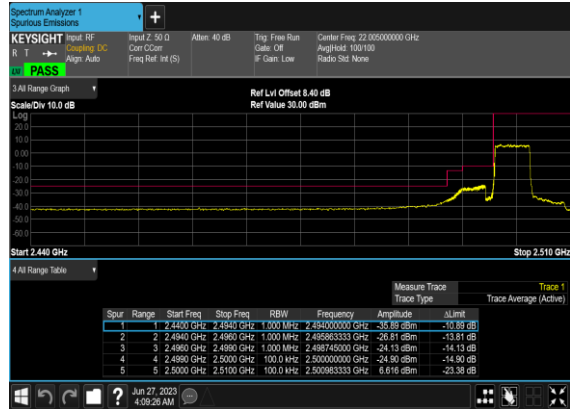 Spectrum Analyzer 1
Spurious Emissions
KEYSIGHT Input: RF Input Z: 50 Ω Atten: 40 dB Trig: Free Run Center Freq: 22.005000000 GHz
R T Coupling: DC Corr CCorr Gate: Off Avg|Hold: 100/100
Align: Auto Freq Ref: Int (S) IF Gain: Low Radio Std: None
PASS
3 All Range Graph
Ref Lvl Offset 8.40 dB
Scale/Div 10.0 dB Ref Value 30.00 dBm
Log
20.0
10.0
0.00
-10.0
-20.0
-30.0
-40.0
-50.0
-60.0
Start 2.440 GHz Stop 2.510 GHz
4 All Range Table
Measure Trace Trace 1
Trace Type Trace Average (Active)
Spur Range Start Freq Stop Freq RBW Frequency Amplitude ΔLimit
1 1 2.4400 GHz 2.4940 GHz 1.000 MHz 2.494000000 GHz -35.89 dBm -10.89 dB
2 2 2.4940 GHz 2.4960 GHz 1.000 MHz 2.495863333 GHz -26.81 dBm -13.81 dB
3 3 2.4960 GHz 2.4990 GHz 1.000 MHz 2.498745000 GHz -24.13 dBm -14.13 dB
4 4 2.4990 GHz 2.5000 GHz 100.0 kHz 2.500000000 GHz -24.90 dBm -14.90 dB
5 5 2.5000 GHz 2.5100 GHz 100.0 kHz 2.500983333 GHz 6.616 dBm -23.38 dB
Jun 27, 2023
4:09:26 AM